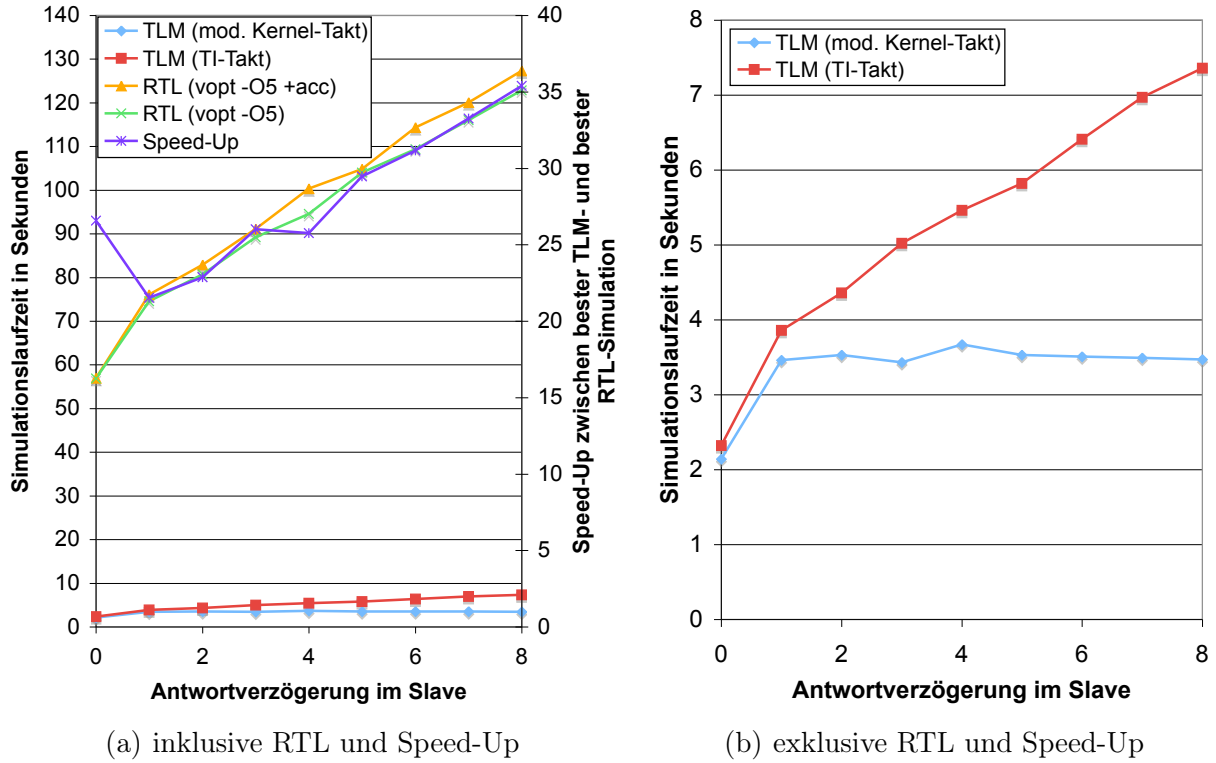 TLM (mod. Kernel-Takt)
TLM (TI-Takt)
RTL (vopt -O5 +acc)
RTL (vopt -O5)
Speed-Up
140
130
120
110
100
90
80
70
60
50
40
30
20
10
0
Simulationslaufzeit in Sekunden
40
35
30
25
20
15
10
5
0
Speed-Up zwischen bester TLM- und bester
RTL-Simulation
0 2 4 6 8
Antwortverzögerung im Slave
(a) inklusive RTL und Speed-Up
TLM (mod. Kernel-Takt)
TLM (TI-Takt)
8
7
6
5
4
3
2
1
0
Simulationslaufzeit in Sekunden
0 2 4 6 8
Antwortverzögerung im Slave
(b) exklusive RTL und Speed-Up